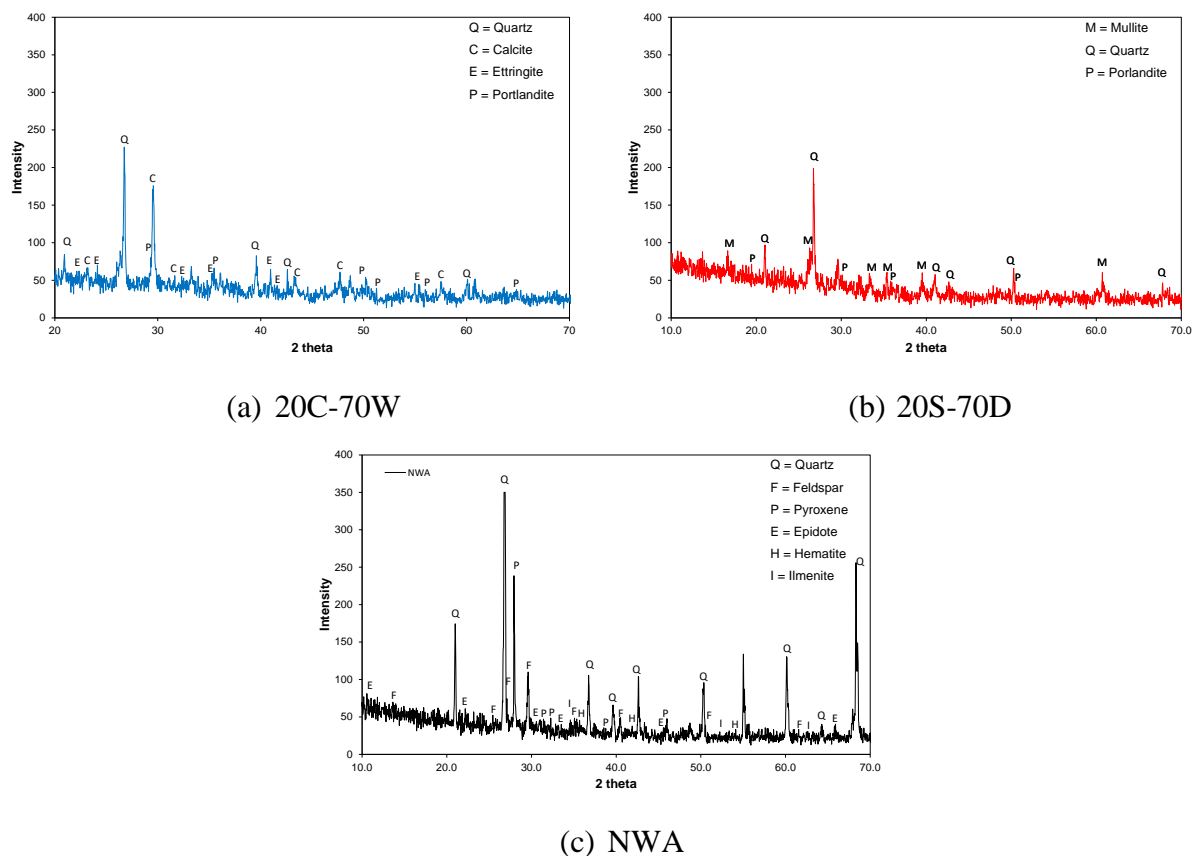 400
350
300
250
200
150
100
50
0
Intensity
20 30 40 50 60 70
2 theta
Q = Quartz
C = Calcite
E = Ettringite
P = Portlandite
Q
C
Q
E
C
E
P
C
E
E
P
Q
E
Q
E
C
C
P
P
E
P
C
Q
P
(a) 20C-70W
400
350
300
250
200
150
100
50
0
Intensity
10.0 20.0 30.0 40.0 50.0 60.0 70.0
2 theta
M = Mullite
Q = Quartz
P = Porlandite
Q
M
P
Q
M
P
M
M
P
M
Q
Q
Q
P
M
Q
(b) 20S-70D
400
350
300
250
200
150
100
50
0
Intensity
10.0 20.0 30.0 40.0 50.0 60.0 70.0
2 theta
NWA
Q = Quartz
F = Feldspar
P = Pyroxene
E = Epidote
H = Hematite
I = Ilmenite
E
F
Q
E
F
Q
F
P
F
E
P
P
E
I
F
H
Q
P
Q
F
H
Q
E
P
Q
F
I
H
Q
F
I
Q
E
Q
(c) NWA